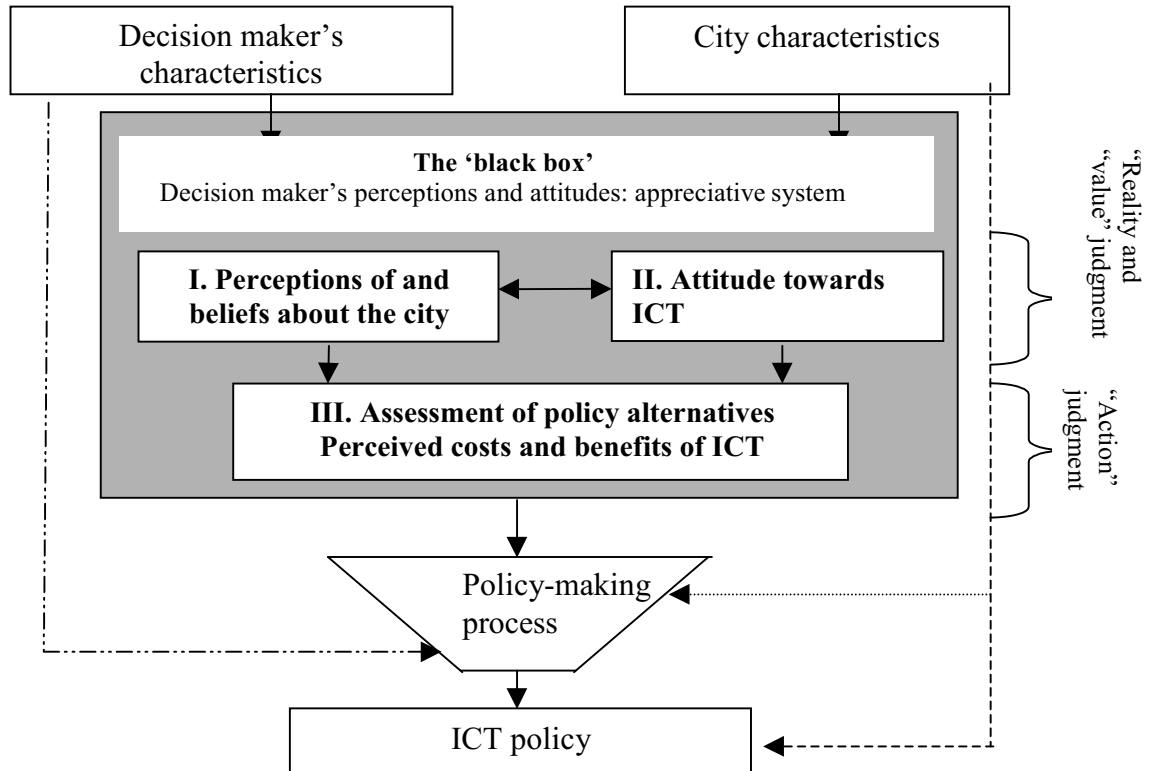 Decision maker’s
characteristics
City characteristics
The ‘black box’
Decision maker’s perceptions and attitudes: appreciative system
I. Perceptions of and
beliefs about the city
II. Attitude towards
ICT
III. Assessment of policy alternatives
Perceived costs and benefits of ICT
“Reality and
“value” judgment
“Action”
judgment
Policy-making
process
ICT policy